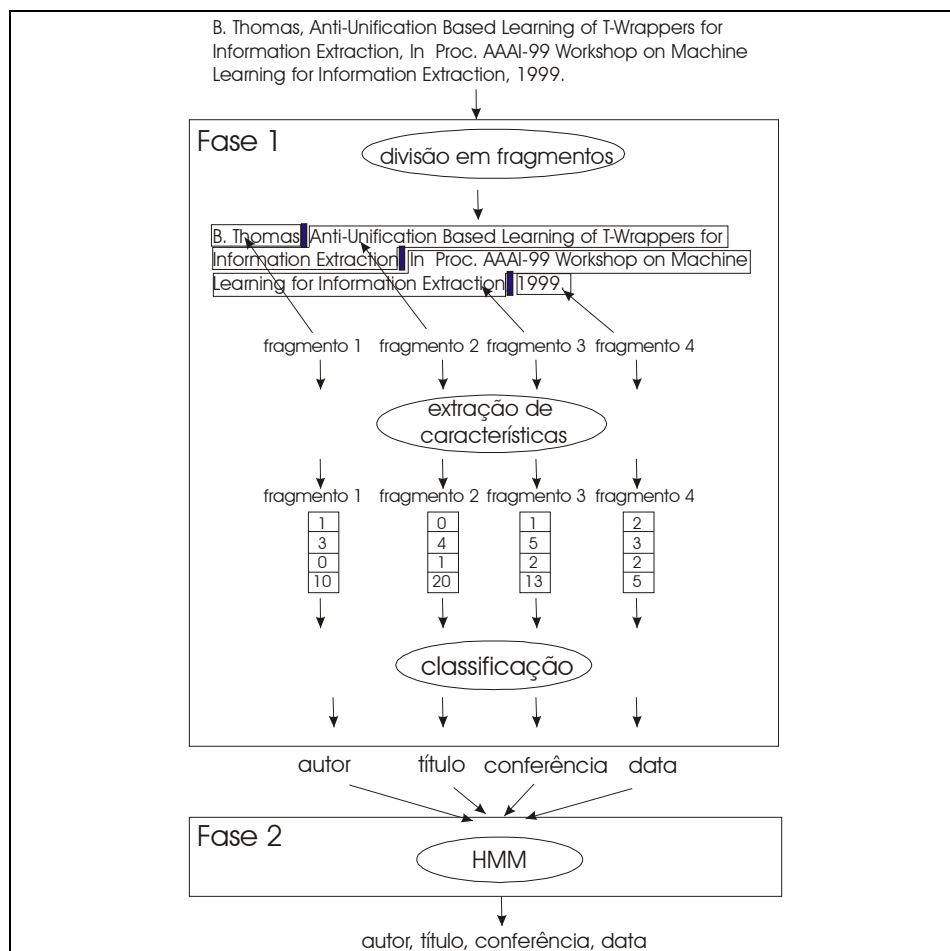 B. Thomas, Anti-Unification Based Learning of T-Wrappers for
Information Extraction, In Proc. AAAI-99 Workshop on Machine
Learning for Information Extraction, 1999.
Fase 1
divisão em fragmentos
B. Thomas, Anti-Unification Based Learning of T-Wrappers for
Information Extraction, In Proc. AAAI-99 Workshop on Machine
Learning for Information Extraction, 1999.
fragmento 1 fragmento 2 fragmento 3 fragmento 4
extração de
características
fragmento 1 fragmento 2 fragmento 3 fragmento 4
1 0 1 2
3 4 5 3
0 1 2 2
10 20 13 5
classificação
autor título conferência data
Fase 2
HMM
autor, título, conferência, data